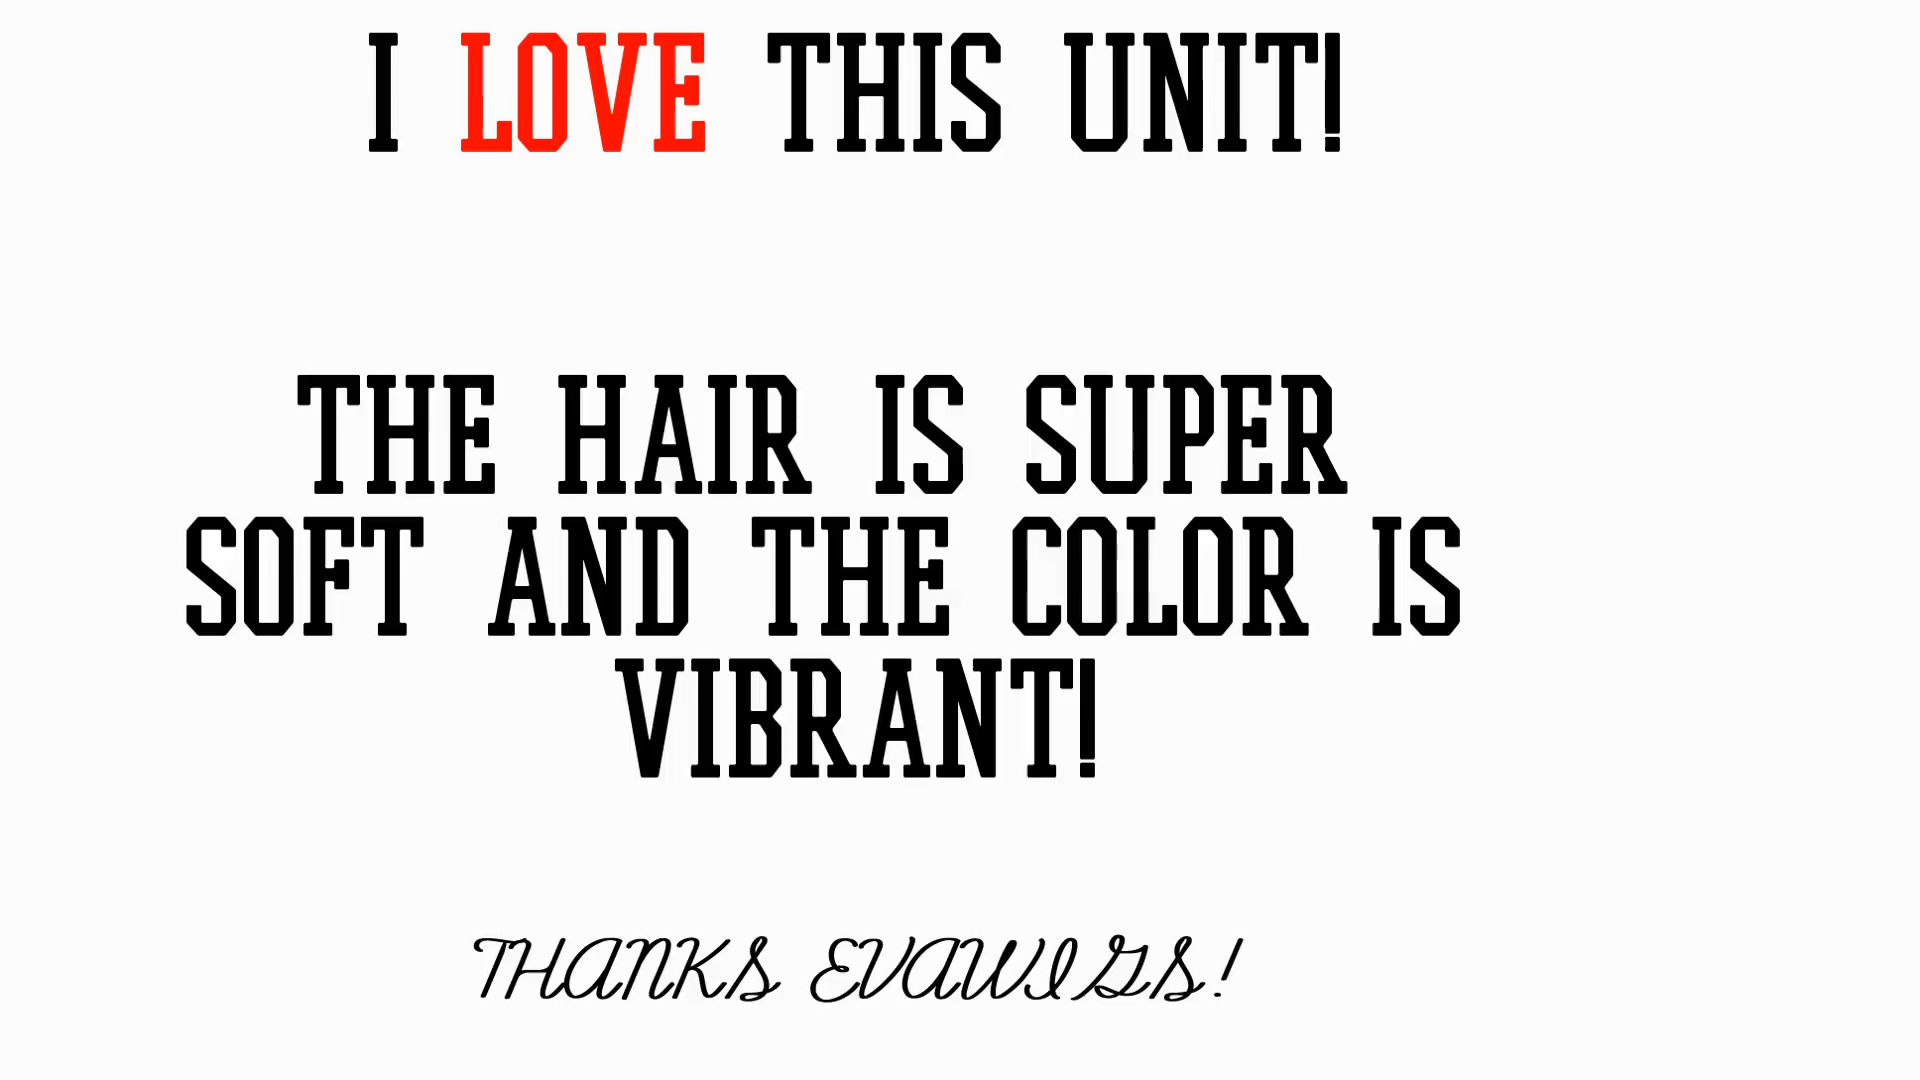 I LOVE THIS UNIT!
THE HAIR IS SUPER
SOFT AND THE COLOR IS
VIBRANT!
THANKS EVAWIGS!